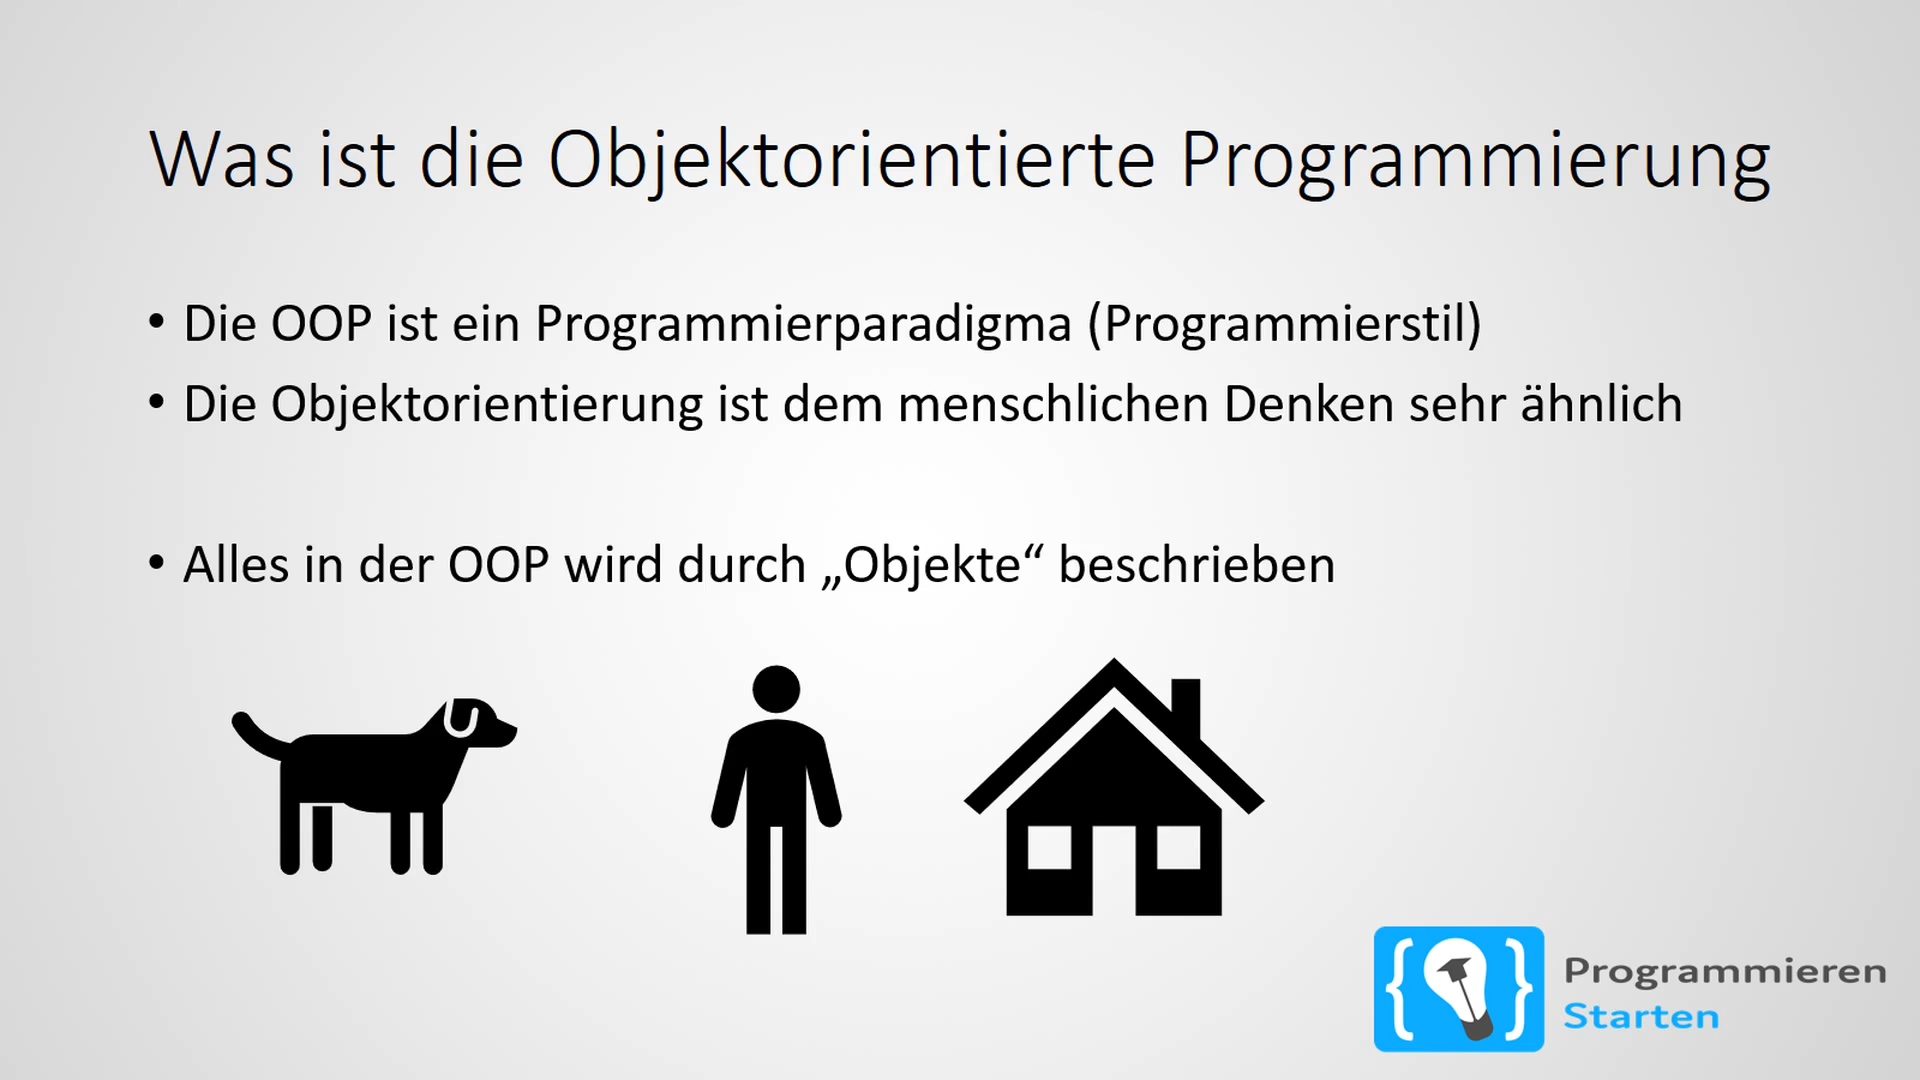 Was ist die Objektorientierte Programmierung
• Die OOP ist ein Programmierparadigma (Programmierstil)
• Die Objektorientierung ist dem menschlichen Denken sehr ähnlich
• Alles in der OOP wird durch „Objekte“ beschrieben
{ }
Programmieren
Starten